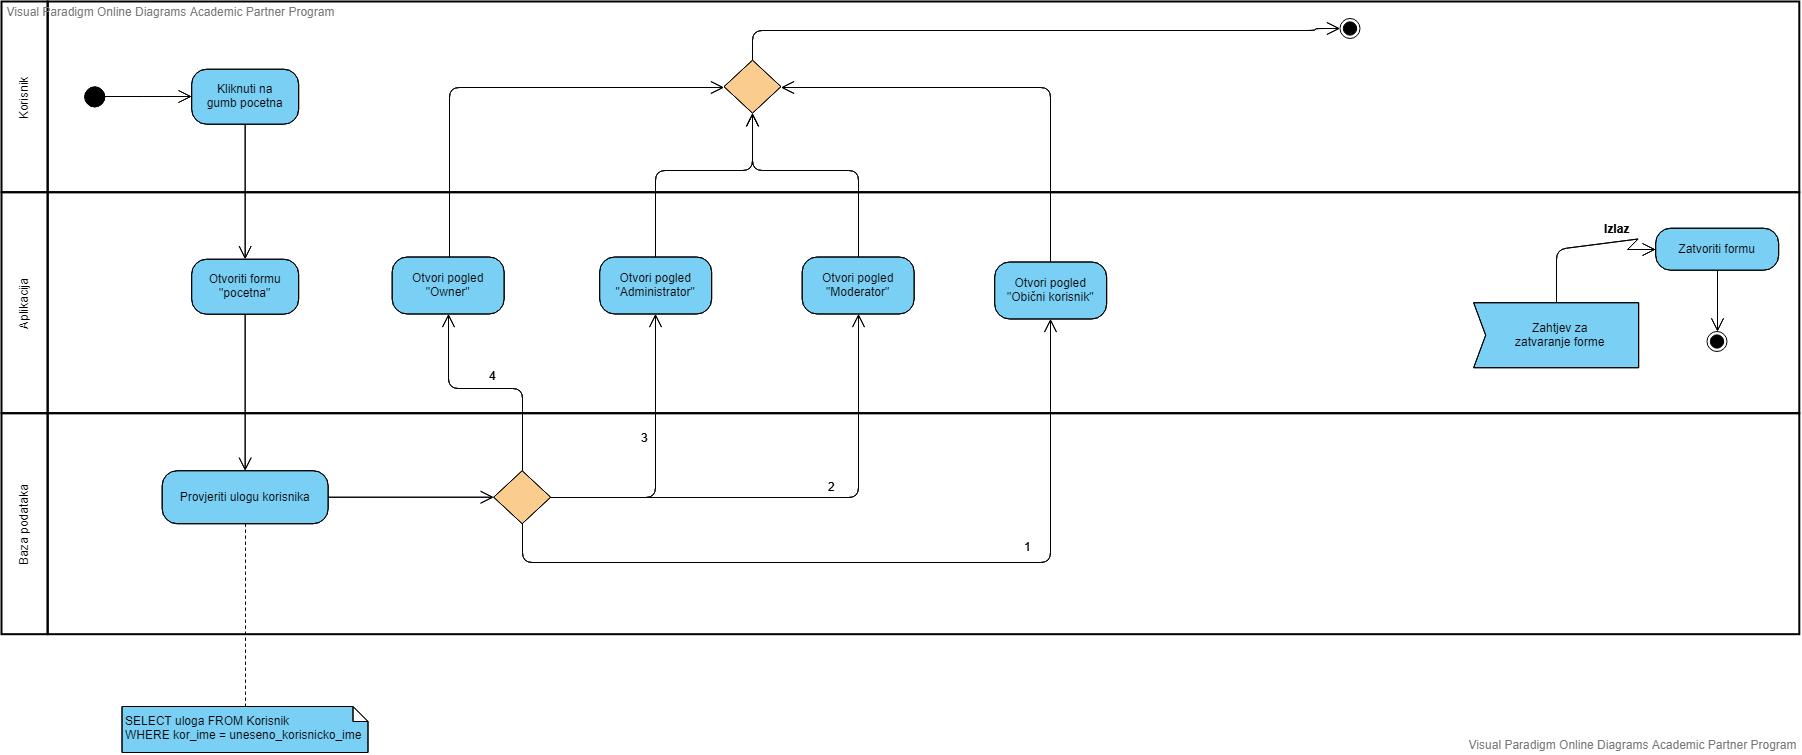 Visual Paradigm Online Diagrams Academic Partner Program
Korisnik
Kliknuti na
gumb pocetna
Aplikacija
Otvoriti formu
"pocetna"
Otvori pogled
"Owner"
Otvori pogled
"Administrator"
Otvori pogled
"Moderator"
Otvori pogled
"Obični korisnik"
Izlaz
Zatvoriti formu
Zahtjev za
zatvaranje forme
4
3
2
1
Baza podataka
Provjeriti ulogu korisnika
SELECT uloga FROM Korisnik
WHERE kor_ime = uneseno_korisnicko_ime
Visual Paradigm Online Diagrams Academic Partner Program